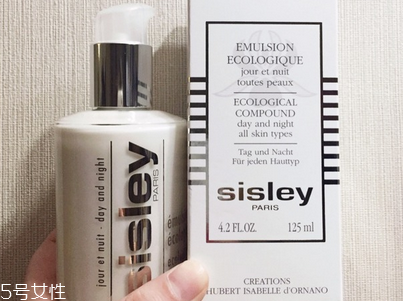 jour et nuit - day and night
sisley
PARIS
EMULSION
ECOLOGIQUE
jour et nuit
toutes peaux
ECOLOGICAL
COMPOUND
day and night
all skin types
Tag und Nacht
Für jeden Hauttyp
sisley
PARIS
4.2 FL.OZ. 125 ml
CREATIONS
HUBERT ISABELLE d'ORNANO
5号女性